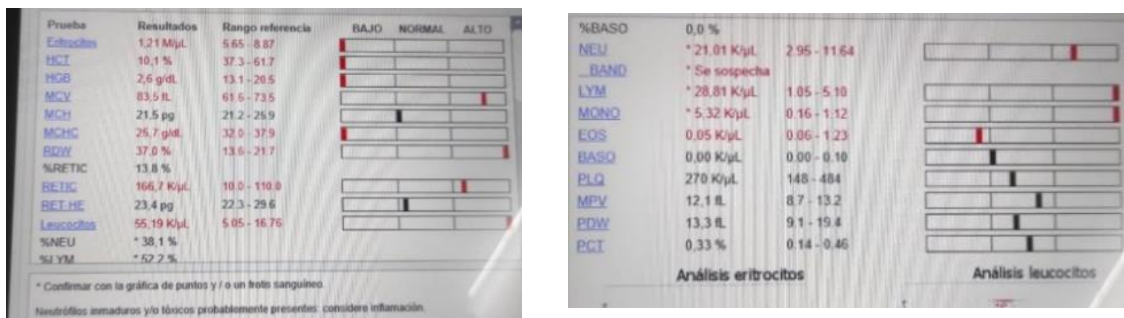 Prueba Resultados Rango referencia BAJO NORMAL ALTO
Eritrocitos 1,21 M/µL 5.65 - 8.87
HCT 10,1 % 37.3 - 61.7
HGB 2,6 g/dL 13.1 - 20.5
MCV 83,5 fL 61.6 - 73.5
MCH 21,5 pg 21.2 - 25.9
MCHC 25,7 g/dL 32.0 - 37.9
RDW 37,0 % 13.6 - 21.7
%RETIC 13,8 %
RETIC 166,7 K/µL 10.0 - 110.0
RET-HE 23,4 pg 22.3 - 29.6
Leucocitos 55,19 K/µL 5.05 - 16.76
%NEU * 38,1 %
%LYM * 52,2 %
* Confirmar con la gráfica de puntos y / o un frotis sanguíneo.
Neutrófilos inmaduros y/o tóxicos probablemente presentes: considere inflamación.
%BASO 0,0 %
NEU * 21,01 K/µL 2.95 - 11.64
BAND * Se sospecha
LYM * 28,81 K/µL 1.05 - 5.10
MONO * 5,32 K/µL 0.16 - 1.12
EOS 0,05 K/µL 0.06 - 1.23
BASO 0,00 K/µL 0.00 - 0.10
PLQ 270 K/µL 148 - 484
MPV 12,1 fL 8.7 - 13.2
PDW 13,3 fL 9.1 - 19.4
PCT 0,33 % 0.14 - 0.46
Análisis eritrocitos Análisis leucocitos